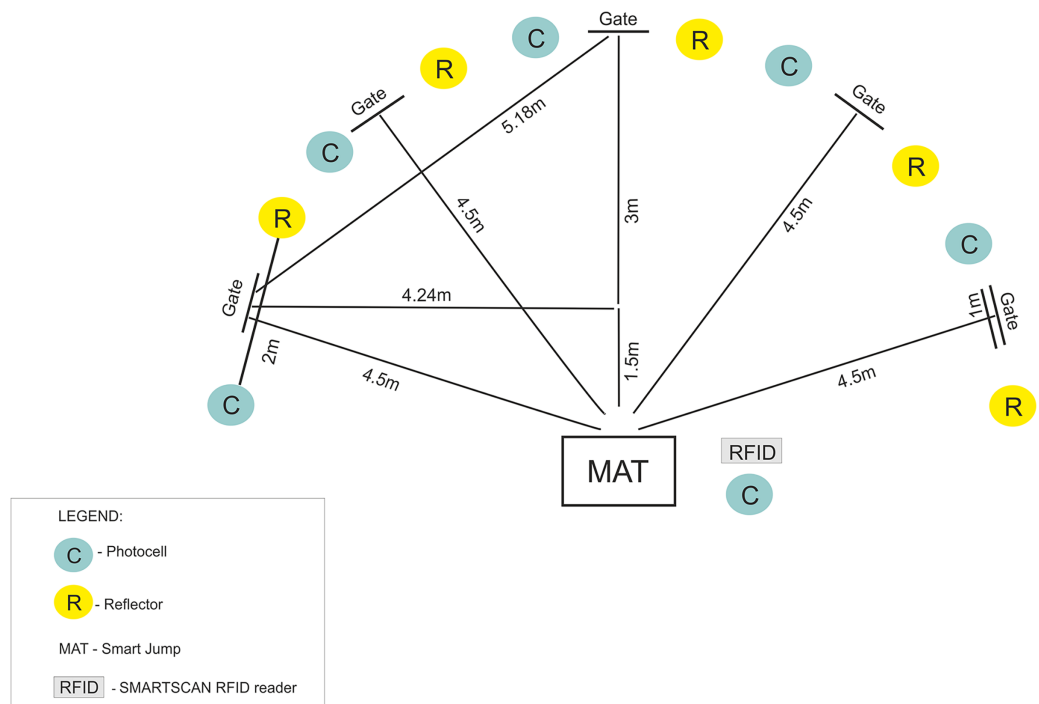 Gate
C
R
C
R
Gate
Gate
5.18m
C
R
R
4.5m
3m
4.5m
C
Gate
4.24m
1m
Gate
2m
4.5m
1.5m
4.5m
C
R
MAT
RFID
C
LEGEND:
C - Photocell
R - Reflector
MAT - Smart Jump
RFID - SMARTSCAN RFID reader